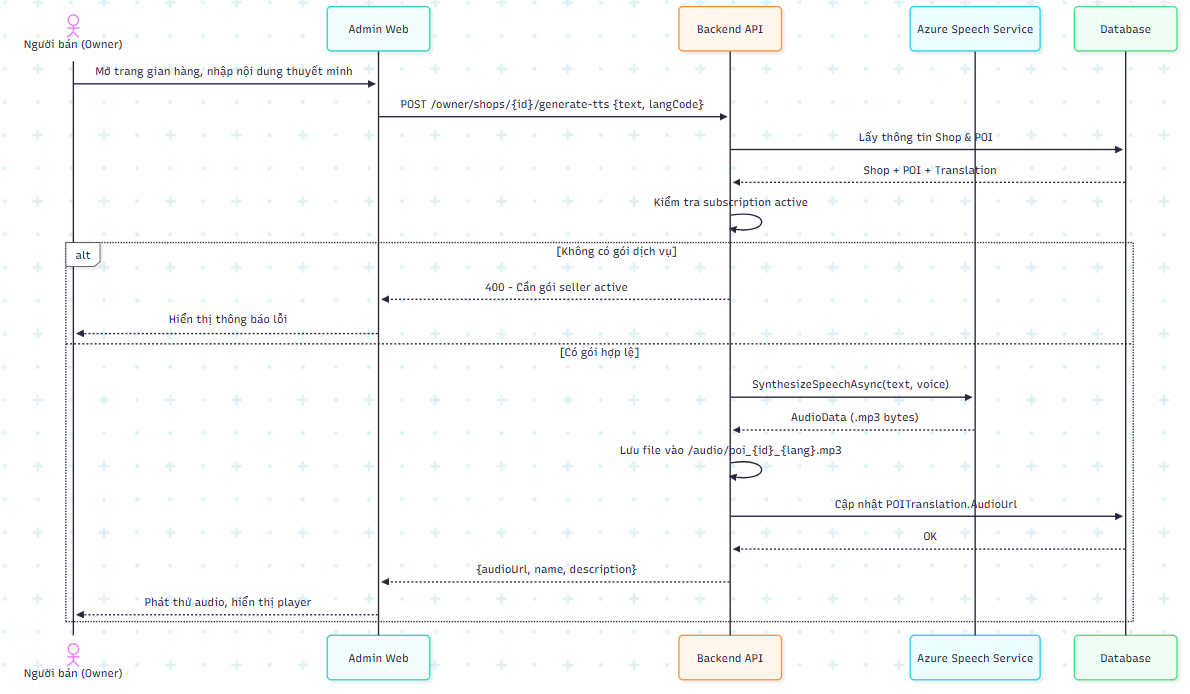 Người bán (Owner)
Admin Web
Backend API
Azure Speech Service
Database
Mở trang gian hàng, nhập nội dung thuyết minh
POST /owner/shops/{id}/generate-tts {text, langCode}
Lấy thông tin Shop & POI
Shop + POI + Translation
Kiểm tra subscription active
alt
[Không có gói dịch vụ]
400 - Cần gói seller active
Hiển thị thông báo lỗi
[Có gói hợp lệ]
SynthesizeSpeechAsync(text, voice)
AudioData (.mp3 bytes)
Lưu file vào /audio/poi_{id}_{lang}.mp3
Cập nhật POITranslation.AudioUrl
OK
{audioUrl, name, description}
Phát thử audio, hiển thị player
Người bán (Owner)
Admin Web
Backend API
Azure Speech Service
Database